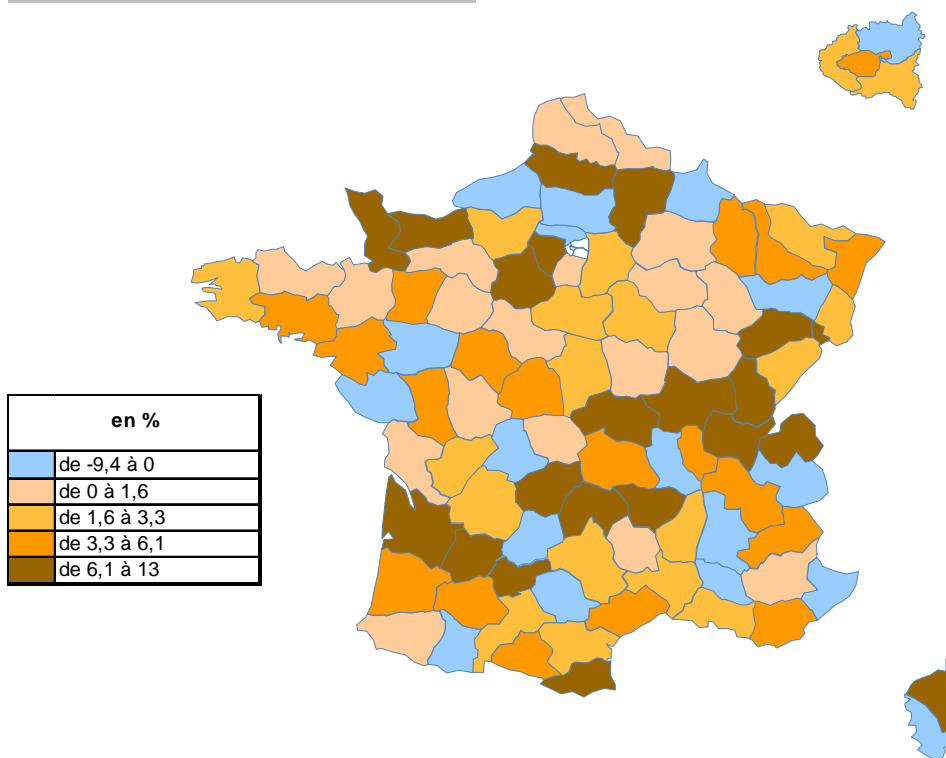 en %
de -9,4 à 0
de 0 à 1,6
de 1,6 à 3,3
de 3,3 à 6,1
de 6,1 à 13